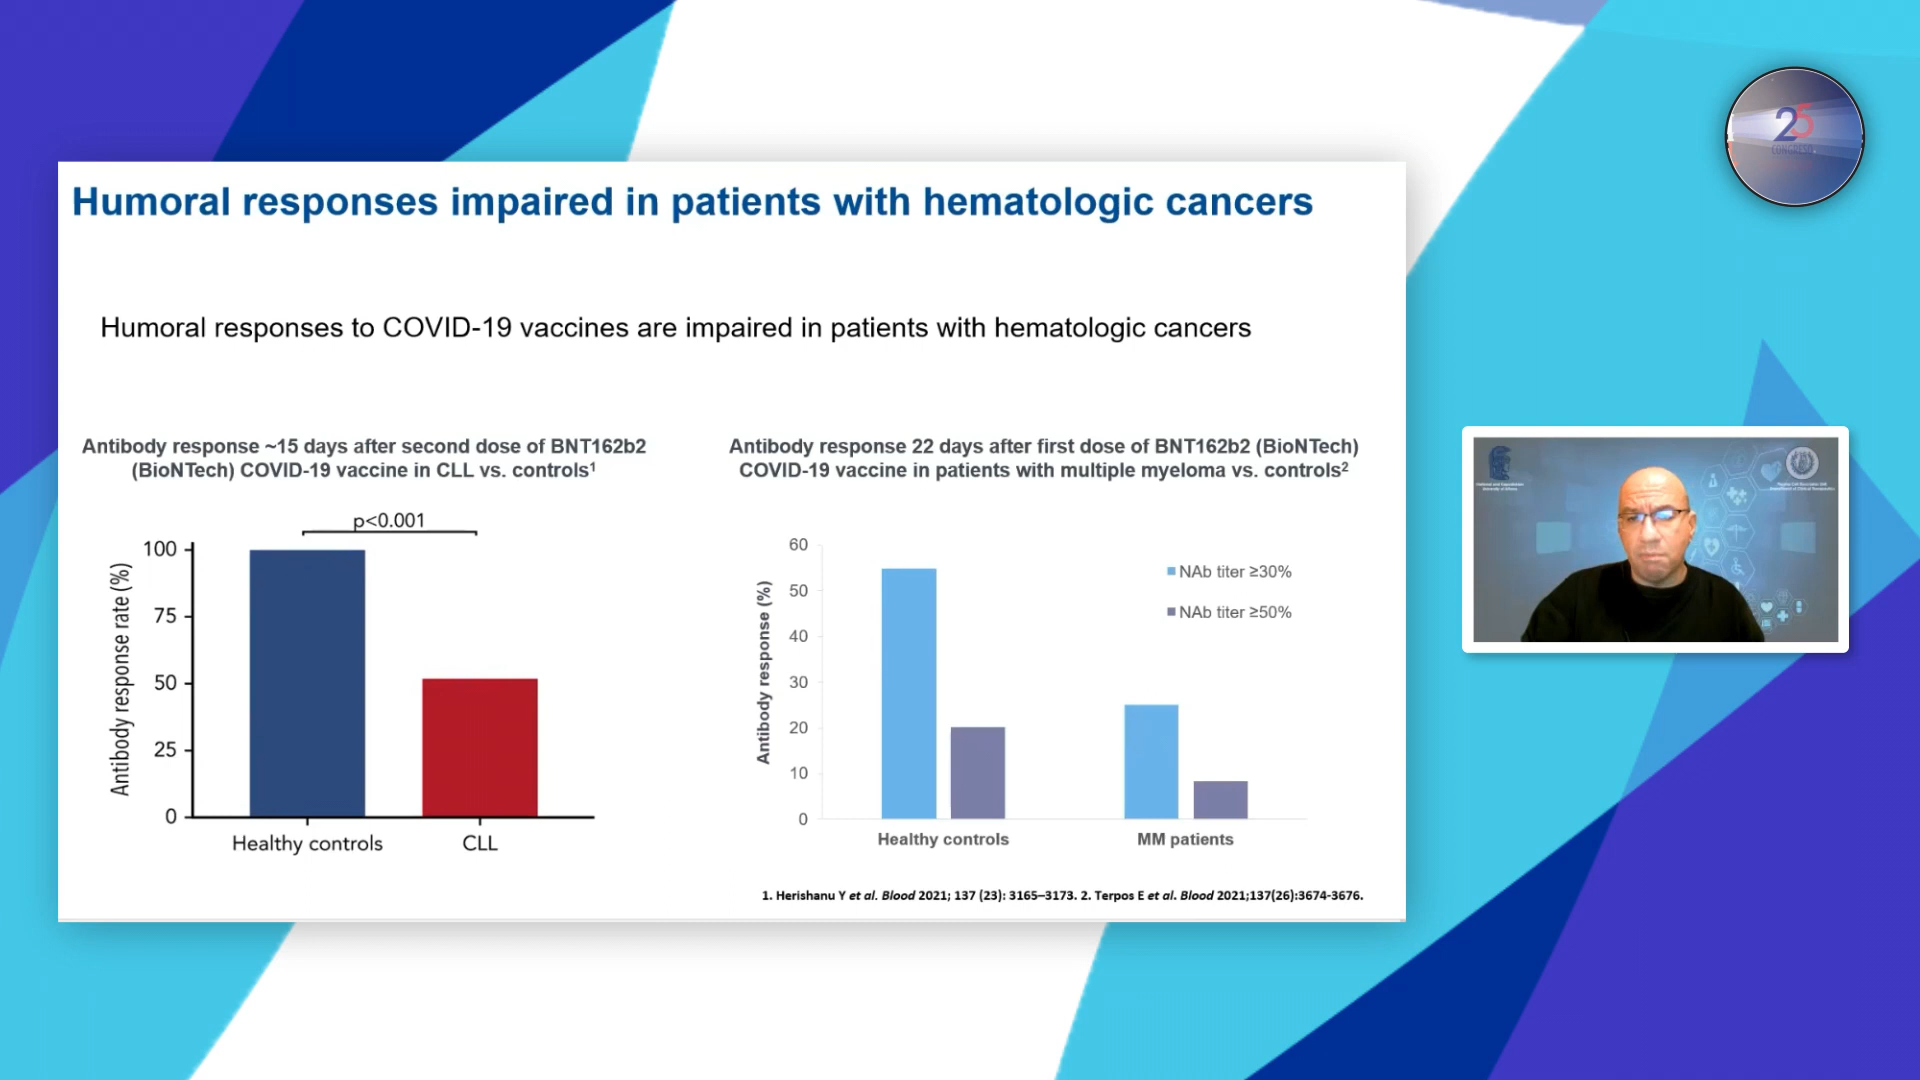 25
CONGRESO
Humoral responses impaired in patients with hematologic cancers
Humoral responses to COVID-19 vaccines are impaired in patients with hematologic cancers
Antibody response ~15 days after second dose of BNT162b2
(BioNTech) COVID-19 vaccine in CLL vs. controls¹
p<0.001
Antibody response rate (%)
100
75
50
25
0
Healthy controls
CLL
Antibody response 22 days after first dose of BNT162b2 (BioNTech)
COVID-19 vaccine in patients with multiple myeloma vs. controls²
Antibody response (%)
60
50
40
30
20
10
0
NAb titer ≥30%
NAb titer ≥50%
Healthy controls
MM patients
1. Herishanu Y et al. Blood 2021; 137 (23): 3165–3173. 2. Terpos E et al. Blood 2021;137(26):3674-3676.